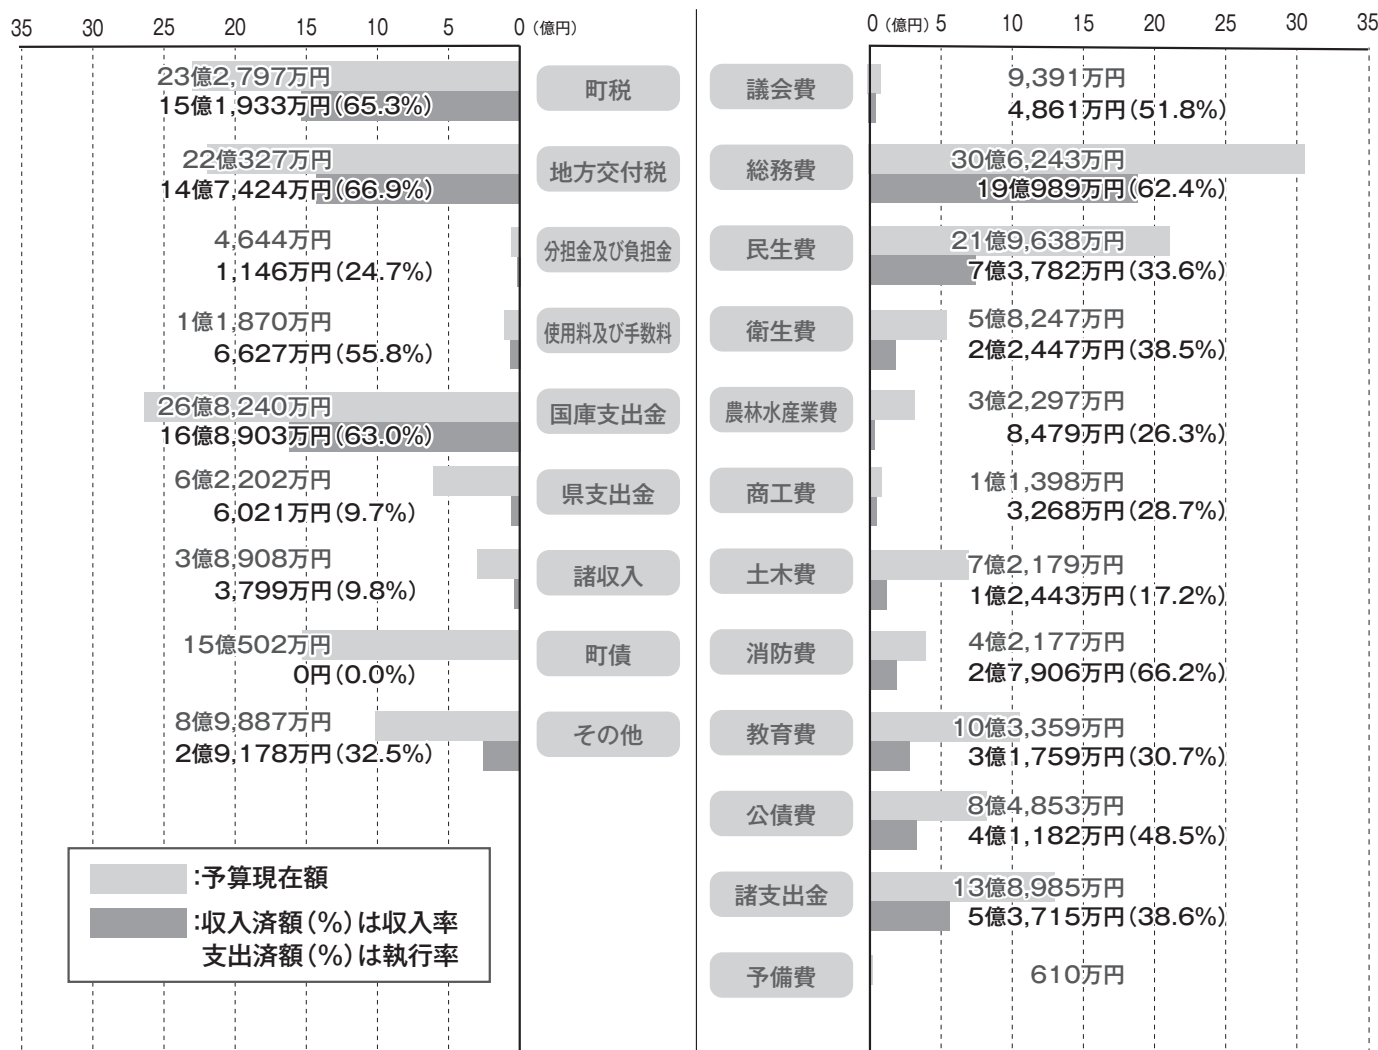 35 30 25 20 15 10 5 0 (億円)
23億2,797万円
15億1,933万円(65.3%)
町税
22億327万円
14億7,424万円(66.9%)
地方交付税
4,644万円
1,146万円(24.7%)
分担金及び負担金
1億1,870万円
6,627万円(55.8%)
使用料及び手数料
26億8,240万円
16億8,903万円(63.0%)
国庫支出金
6億2,202万円
6,021万円(9.7%)
県支出金
3億8,908万円
3,799万円(9.8%)
諸収入
15億502万円
0円(0.0%)
町債
8億9,887万円
2億9,178万円(32.5%)
その他
:予算現在額
:収入済額(%)は収入率
支出済額(%)は執行率
0 (億円) 5 10 15 20 25 30 35
議会費
9,391万円
4,861万円(51.8%)
総務費
30億6,243万円
19億989万円(62.4%)
民生費
21億9,638万円
7億3,782万円(33.6%)
衛生費
5億8,247万円
2億2,447万円(38.5%)
農林水産業費
3億2,297万円
8,479万円(26.3%)
商工費
1億1,398万円
3,268万円(28.7%)
土木費
7億2,179万円
1億2,443万円(17.2%)
消防費
4億2,177万円
2億7,906万円(66.2%)
教育費
10億3,359万円
3億1,759万円(30.7%)
公債費
8億4,853万円
4億1,182万円(48.5%)
諸支出金
13億8,985万円
5億3,715万円(38.6%)
予備費
610万円